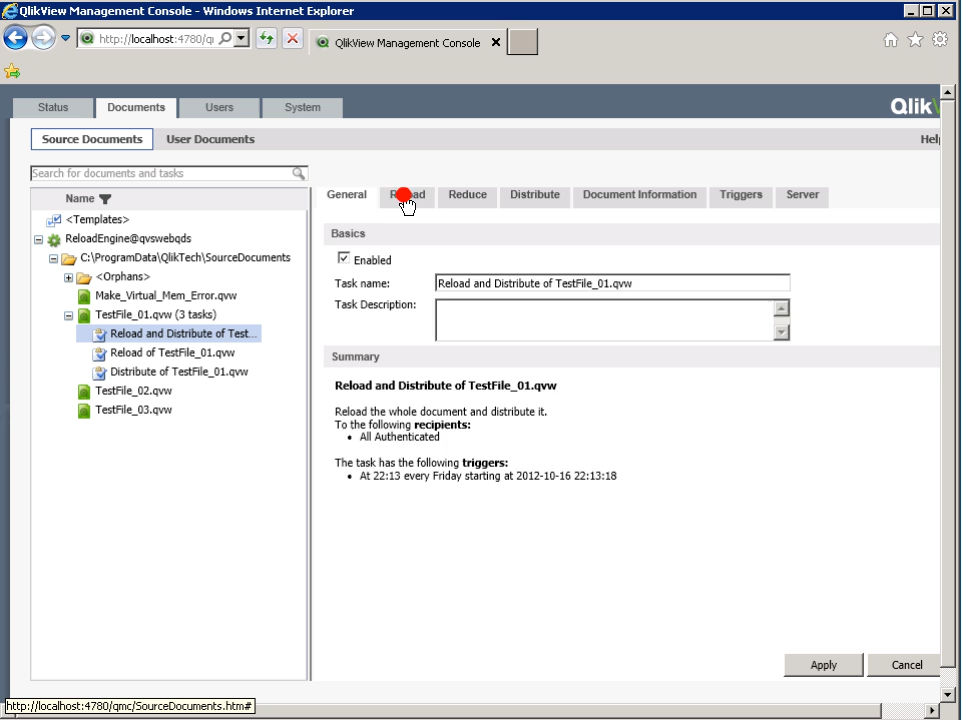 QlikView Management Console - Windows Internet Explorer
http://localhost:4780/q
QlikView Management Console
Status
Documents
Users
System
Qlik
Source Documents
User Documents
Hel
Search for documents and tasks
Name
General
Reload
Reduce
Distribute
Document Information
Triggers
Server
<Templates>
ReloadEngine@qvswebqds
C:\ProgramData\QlikTech\SourceDocuments
<Orphans>
Make_Virtual_Mem_Error.qvw
TestFile_01.qvw (3 tasks)
Reload and Distribute of Test...
Reload of TestFile_01.qvw
Distribute of TestFile_01.qvw
TestFile_02.qvw
TestFile_03.qvw
Basics
Enabled
Task name:
Reload and Distribute of TestFile_01.qvw
Task Description:
Summary
Reload and Distribute of TestFile_01.qvw
Reload the whole document and distribute it.
To the following recipients:
• All Authenticated
The task has the following triggers:
• At 22:13 every Friday starting at 2012-10-16 22:13:18
Apply
Cancel
http://localhost:4780/qmc/SourceDocuments.htm#